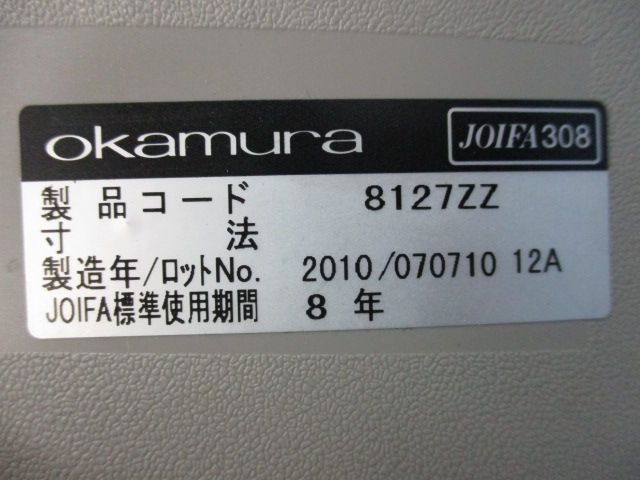 okamura JOIFA308
製品コード 8127ZZ
寸法
製造年/ロットNo. 2010/070710 12A
JOIFA標準使用期間 8年